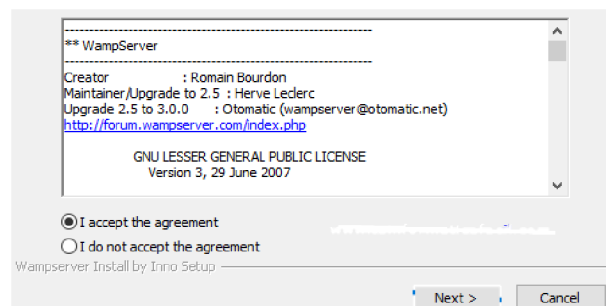 ------------------------------------------------------------
** WampServer
------------------------------------------------------------
Creator : Romain Bourdon
Maintainer/Upgrade to 2.5 : Herve Leclerc
Upgrade 2.5 to 3.0.0 : Otomatic (wampserver@otomatic.net)
http://forum.wampserver.com/index.php
GNU LESSER GENERAL PUBLIC LICENSE
Version 3, 29 June 2007
I accept the agreement
I do not accept the agreement
Wampserver Install by Inno Setup
Next > Cancel